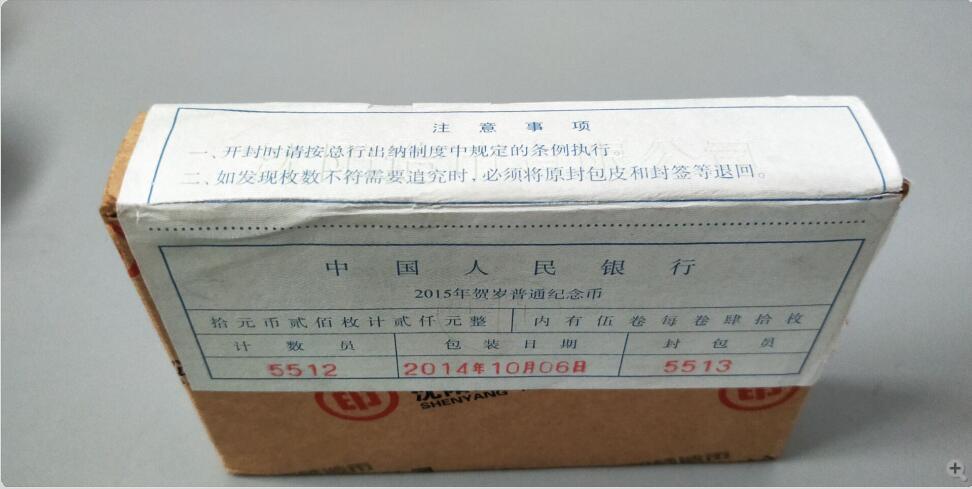 注意事项
一、开封时请按总行出纳制度中规定的条例执行。
二、如发现枚数不符需要追究时，必须将原封包皮和封签等退回。
中国人民银行
2015年贺岁普通纪念币
拾元币贰佰枚计贰仟元整 内有伍卷每卷肆拾枚
计数员 包装日期 封包员
5512 2014年10月06日 5513
印
SHENYANG